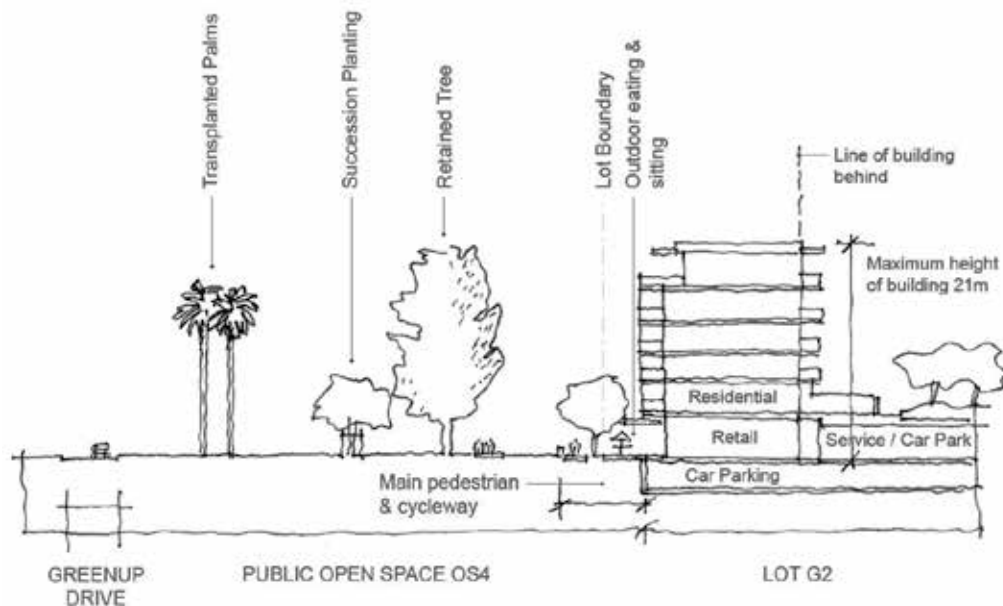 Transplanted Palms
Succession Planting
Retained Tree
Lot Boundary
Outdoor eating &
sitting
Line of building
behind
Maximum height
of building 21m
Residential
Retail
Service / Car Park
Car Parking
Main pedestrian
& cycleway
GREENUP
DRIVE
PUBLIC OPEN SPACE OS4
LOT G2